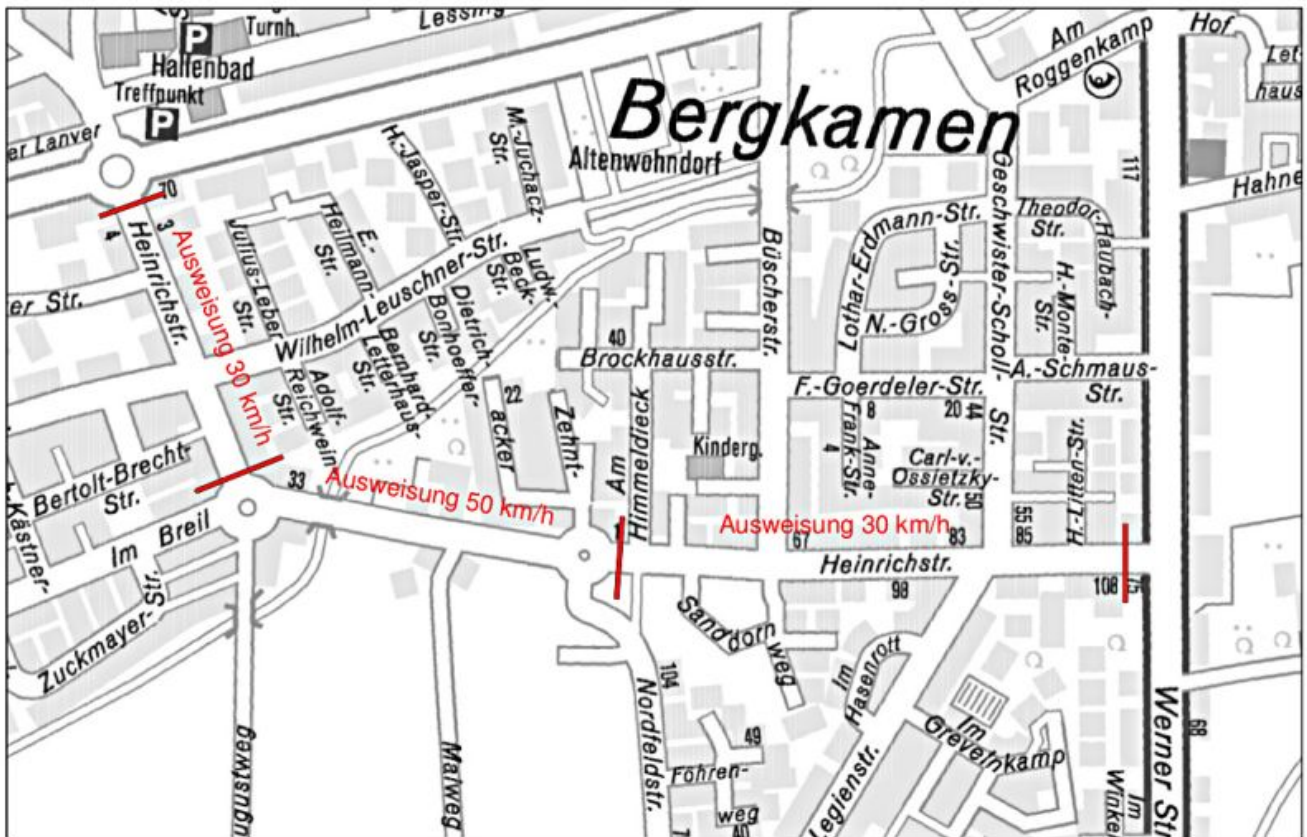 Lessing
Turnh.
P
Hallenbad
Treffpunkt
P
er Lanver
Bergkamen
Altenwohndorf
Am
Roggenkamp
Hof
Let-
haus
Hahne
117
70
3
4
Heinrichstr.
Ausweisung 30 km/h
er Str.
Julius-Leber
Str.
E.-
Heilmann-
Str.
H.-Jasper-Str.
M.-Juchacz-
Str.
Wilhelm-Leuschner-Str.
Ludw.
Beck-
Str.
Dietrich-
Bonhoeffer-
Str.
Bernhard-
Letterhaus-
Str.
Adolf-
Reichwein
Str.
Büscherstr.
Lothar-Erdmann-Str.
N.-Gross-Str.
Geschwister-Scholl-
Str.
Theodor-Haubach-
Str.
H.-Monte-
Str.
A.-Schmaus-
Str.
F.-Goerdeler-Str.
40
Brockhausstr.
22
acker
Zehnt-
Am
Himmeldieck
Kinderg.
8
4
Anne-
Frank-Str.
20
44
Carl-v.-
Ossietzky-
Str.
50
55
85
Bertolt-Brecht-
Str.
Kästner-
Im Breil
Str.
Zuckmayer-
33
Ausweisung 50 km/h
Ausweisung 30 km/h
67
83
Heinrichstr.
98
108
75
Sanddorn
weg
104
Nordfeldstr.
49
Föhren-
weg
40
Im
Hasenrott
Legienstr.
Im
Grevelnkamp
Im
Winkel
Werner Str
68
Maiweg